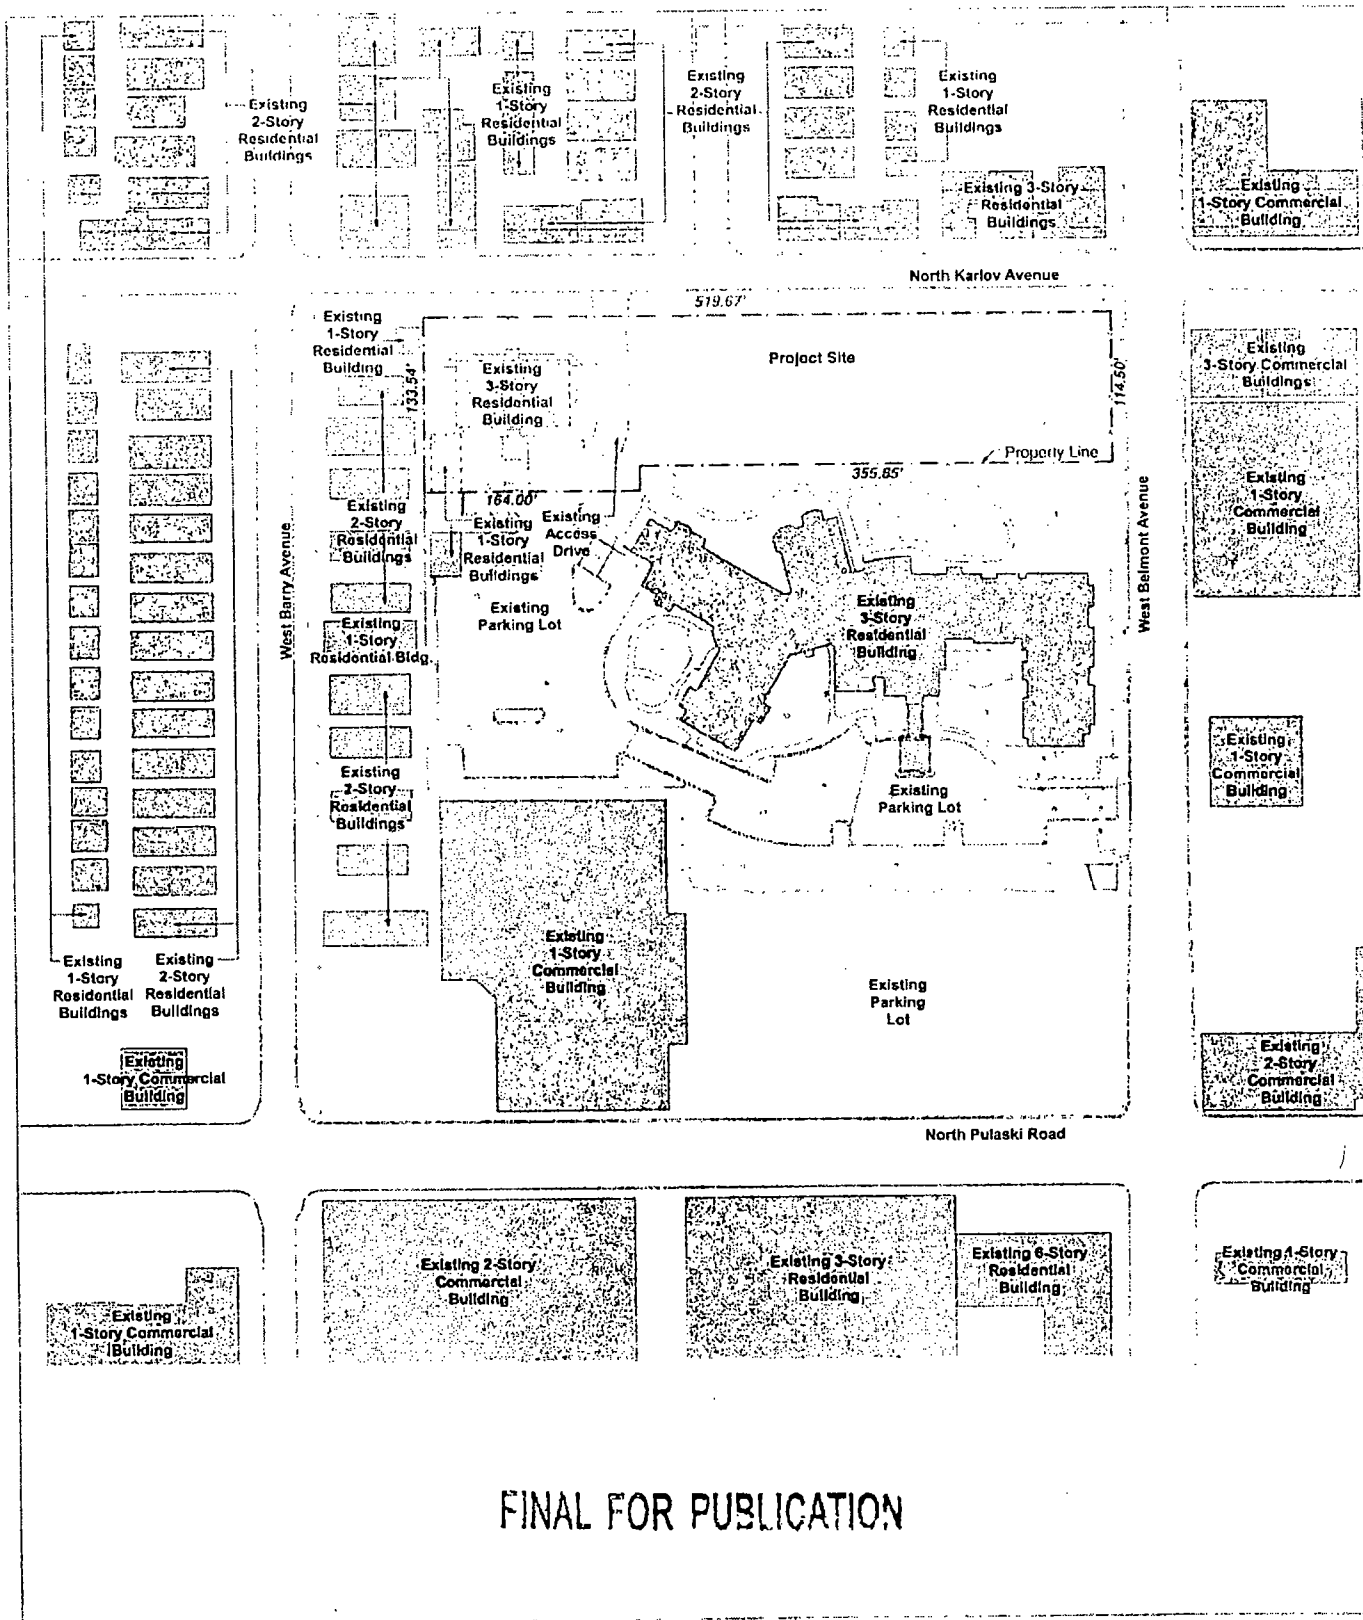 Existing
2-Story
Residential
Buildings
Existing
1-Story
Residential
Buildings
Existing
2-Story
Residential
Buildings
Existing
1-Story
Residential
Buildings
Existing 3-Story
Residential
Buildings
Existing
1-Story Commercial
Building
North Karlov Avenue
519.67'
Existing
1-Story
Residential
Building
133.54'
Existing
3-Story
Residential
Building
Project Site
114.50'
Existing
3-Story Commercial
Buildings
Property Line
355.85'
164.00'
Existing
1-Story
Commercial
Building
West Barry Avenue
Existing
2-Story
Residential
Buildings
Existing
1-Story
Residential
Buildings
Existing
Access
Drive
West Belmont Avenue
Existing
Parking Lot
Existing
3-Story
Residential
Building
Existing
1-Story
Residential Bldg.
Existing
1-Story
Commercial
Building
Existing
2-Story
Residential
Buildings
Existing
Parking Lot
Existing
1-Story
Commercial
Building
Existing
1-Story
Residential
Buildings
Existing
2-Story
Residential
Buildings
Existing
Parking
Lot
Existing
1-Story Commercial
Building
Existing
2-Story
Commercial
Building
North Pulaski Road
Existing 2-Story
Commercial
Building
Existing 3-Story
Residential
Building
Existing 6-Story
Residential
Building
Existing 1-Story
Commercial
Building
Existing
1-Story Commercial
Building
FINAL FOR PUBLICATION